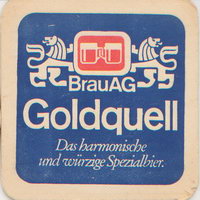 BrauAG
Goldquell
Das harmonische
und würzige Spezialbier.